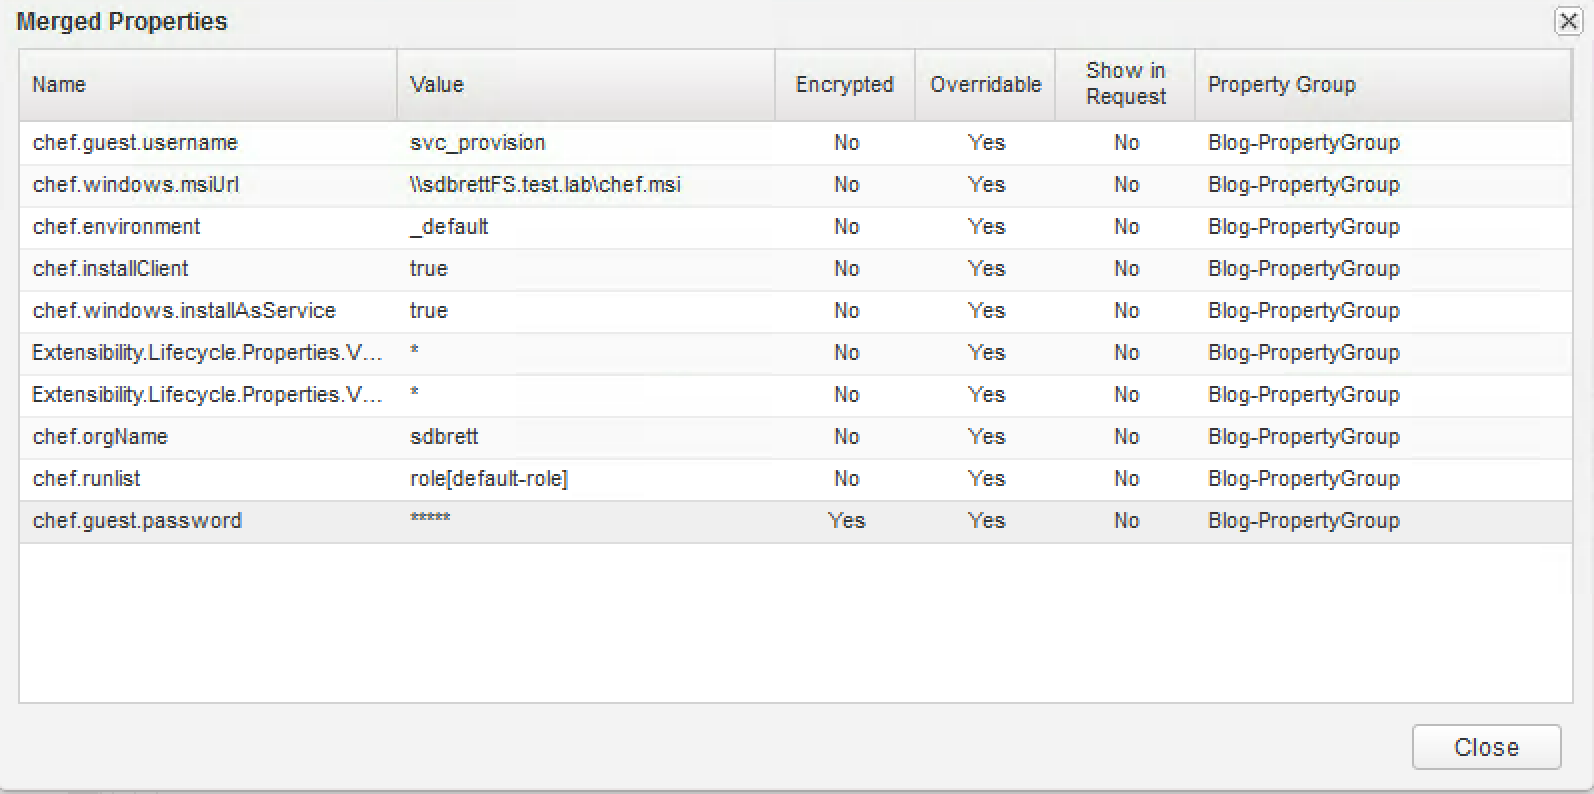 Merged Properties
Name Value Encrypted Overridable Show in Request Property Group
chef.guest.username svc_provision No Yes No Blog-PropertyGroup
chef.windows.msiUrl \\sdbrettFS.test.lab\chef.msi No Yes No Blog-PropertyGroup
chef.environment _default No Yes No Blog-PropertyGroup
chef.installClient true No Yes No Blog-PropertyGroup
chef.windows.installAsService true No Yes No Blog-PropertyGroup
Extensibility.Lifecycle.Properties.V... * No Yes No Blog-PropertyGroup
Extensibility.Lifecycle.Properties.V... * No Yes No Blog-PropertyGroup
chef.orgName sdbrett No Yes No Blog-PropertyGroup
chef.runlist role[default-role] No Yes No Blog-PropertyGroup
chef.guest.password ***** Yes Yes No Blog-PropertyGroup
Close